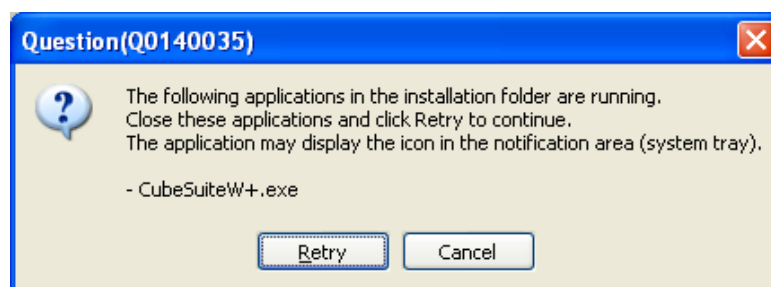 Question(Q0140035)
The following applications in the installation folder are running.
Close these applications and click Retry to continue.
The application may display the icon in the notification area (system tray).
- CubeSuiteW+.exe
Retry
Cancel